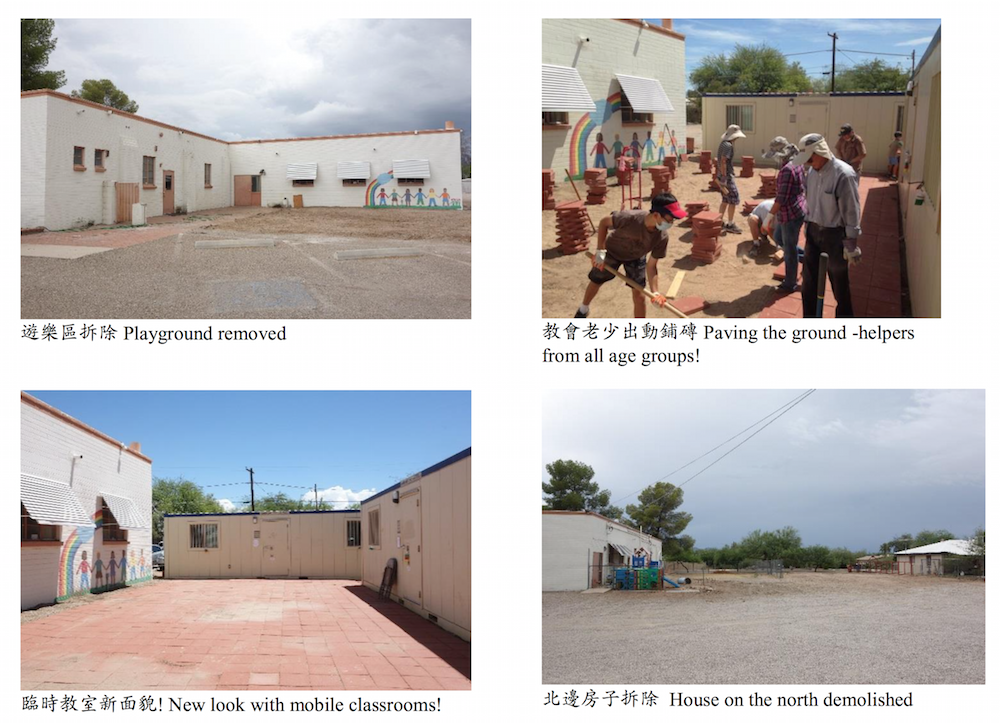 遊樂區拆除 Playground removed
教會老少出動鋪磚 Paving the ground -helpers
from all age groups!
臨時教室新面貌! New look with mobile classrooms!
北邊房子拆除 House on the north demolished